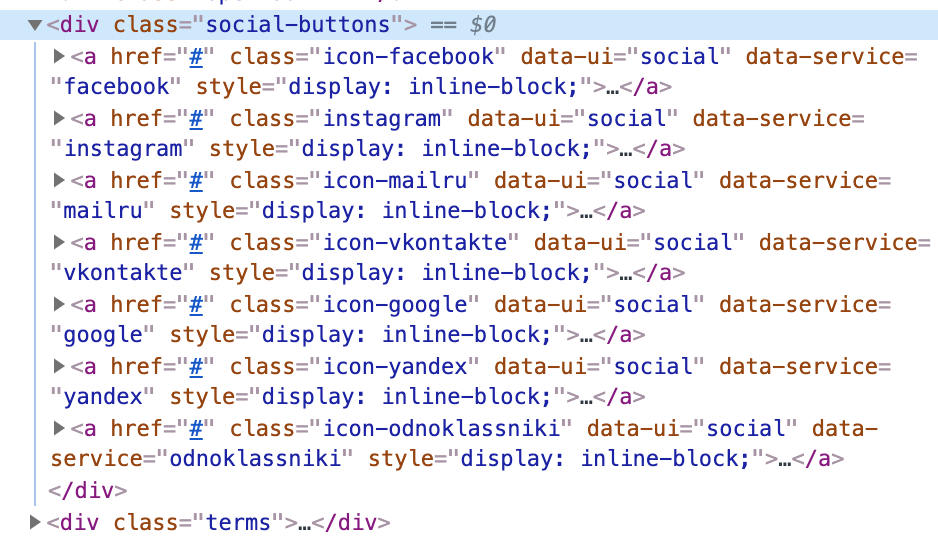 ▼<div class="social-buttons"> == $0
▶<a href="#" class="icon-facebook" data-ui="social" data-service=
"facebook" style="display: inline-block;">…</a>
▶<a href="#" class="instagram" data-ui="social" data-service=
"instagram" style="display: inline-block;">…</a>
▶<a href="#" class="icon-mailru" data-ui="social" data-service=
"mailru" style="display: inline-block;">…</a>
▶<a href="#" class="icon-vkontakte" data-ui="social" data-service=
"vkontakte" style="display: inline-block;">…</a>
▶<a href="#" class="icon-google" data-ui="social" data-service=
"google" style="display: inline-block;">…</a>
▶<a href="#" class="icon-yandex" data-ui="social" data-service=
"yandex" style="display: inline-block;">…</a>
▶<a href="#" class="icon-odnoklassniki" data-ui="social" data-
service="odnoklassniki" style="display: inline-block;">…</a>
</div>
▶<div class="terms">…</div>